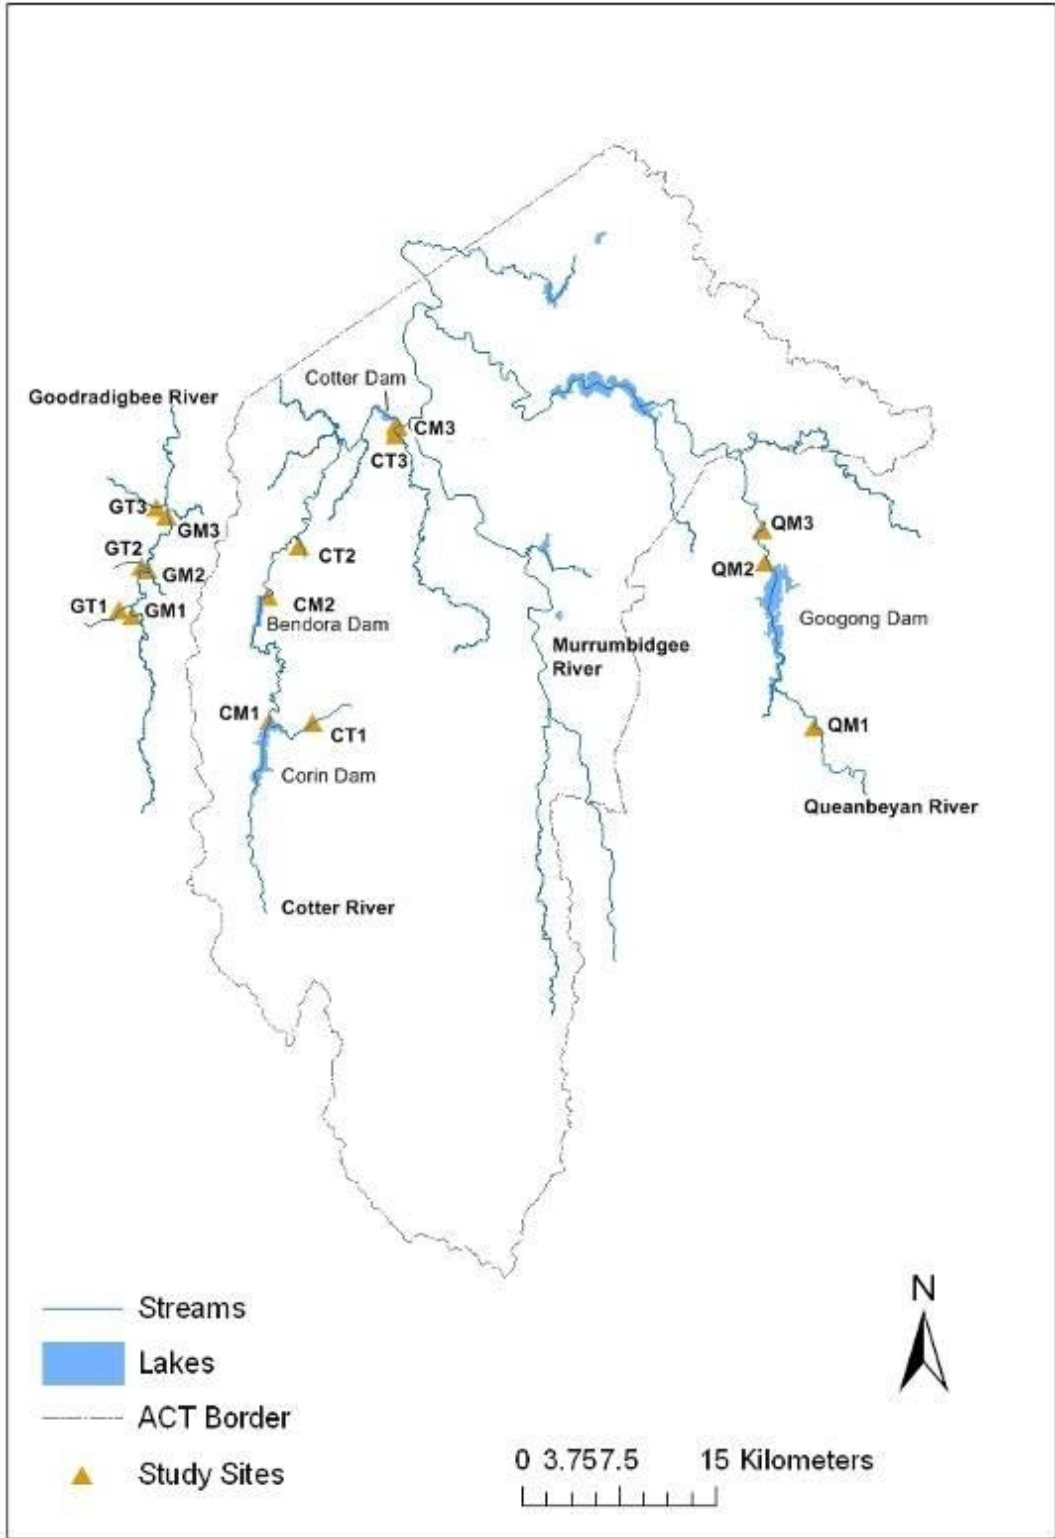 Cotter Dam
Goodradigbee River
CM3
CT3
GT3
GM3
QM3
GT2
CT2
QM2
GM2
GT1
GM1
CM2
Bendora Dam
Googong Dam
Murrumbidgee
River
CM1
CT1
QM1
Corin Dam
Queanbeyan River
Cotter River
N
Streams
Lakes
ACT Border
Study Sites
0 3.757.5 15 Kilometers